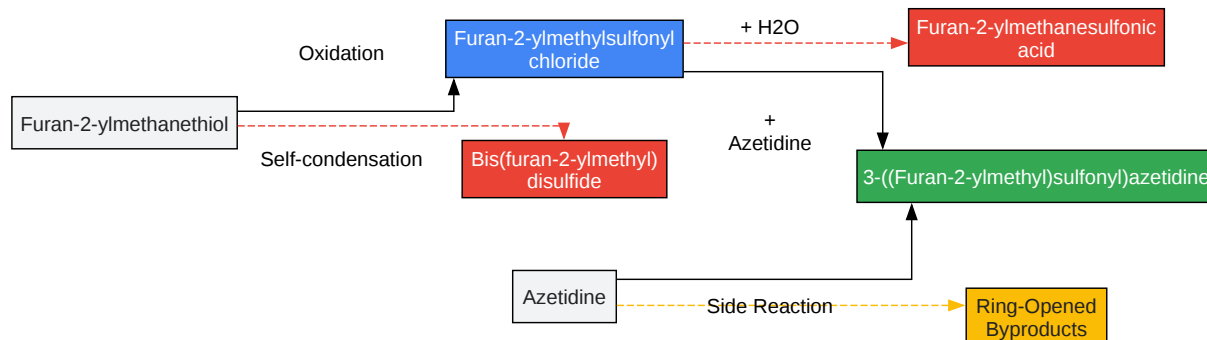 Furan-2-ylmethylsulfonyl
chloride
+ H2O
Furan-2-ylmethanesulfonic
acid
Oxidation
Furan-2-ylmethanethiol
+
Azetidine
Self-condensation
Bis(furan-2-ylmethyl)
disulfide
3-((Furan-2-ylmethyl)sulfonyl)azetidine
Azetidine
Side Reaction
Ring-Opened
Byproducts